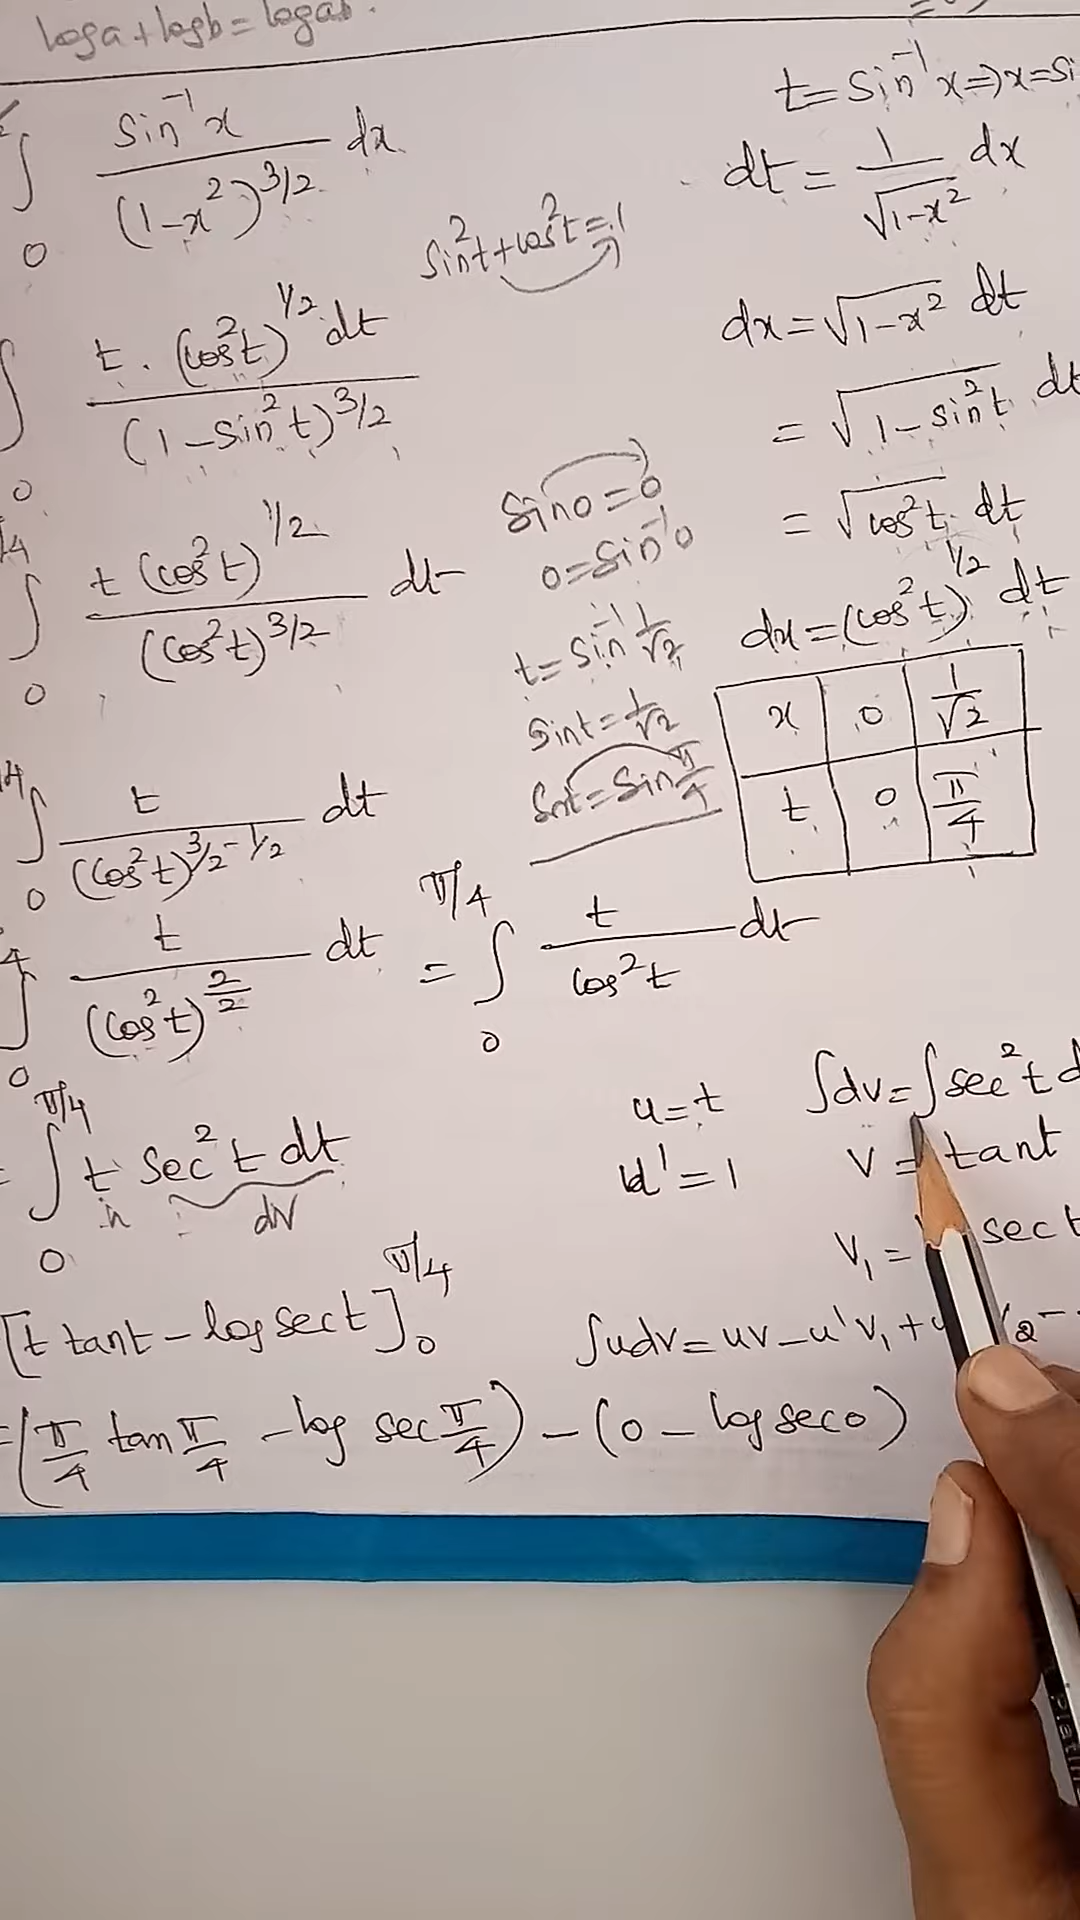 loga + logb = logab.
∫ 0 sin⁻¹x / (1-x²)^3/2 dx
t = sin⁻¹x ⇒ x = si
dt = 1/√1-x² dx
sin²t + cos²t = 1
∫ 0 t . (cos²t)^1/2 dt / (1 - sin²t)^3/2
dx = √1-x² dt
= √1 - sin²t dt
sin0 = 0
0 = sin⁻¹0
= √cos²t dt
∫ 0 t (cos²t)^1/2 / (cos²t)^3/2 dt
dx = (cos²t)^1/2 dt
t = sin⁻¹ 1/√2
sint = 1/√2
sint = sin π/4
x 0 1/√2
t 0 π/4
∫ 0 t / (cos²t)^3/2 - 1/2 dt
∫ 0 t / (cos²t)^2/2 dt = ∫ 0 π/4 t / cos²t dt
= ∫ 0 π/4 t sec²t dt
dv
u = t
u' = 1
∫dv = ∫sec²t d
v = tant
v₁ = sect
[t tant - log sect] 0 π/4
∫udv = uv - u'v₁ +
= (π/4 tan π/4 - log sec π/4) - (0 - log sec0)